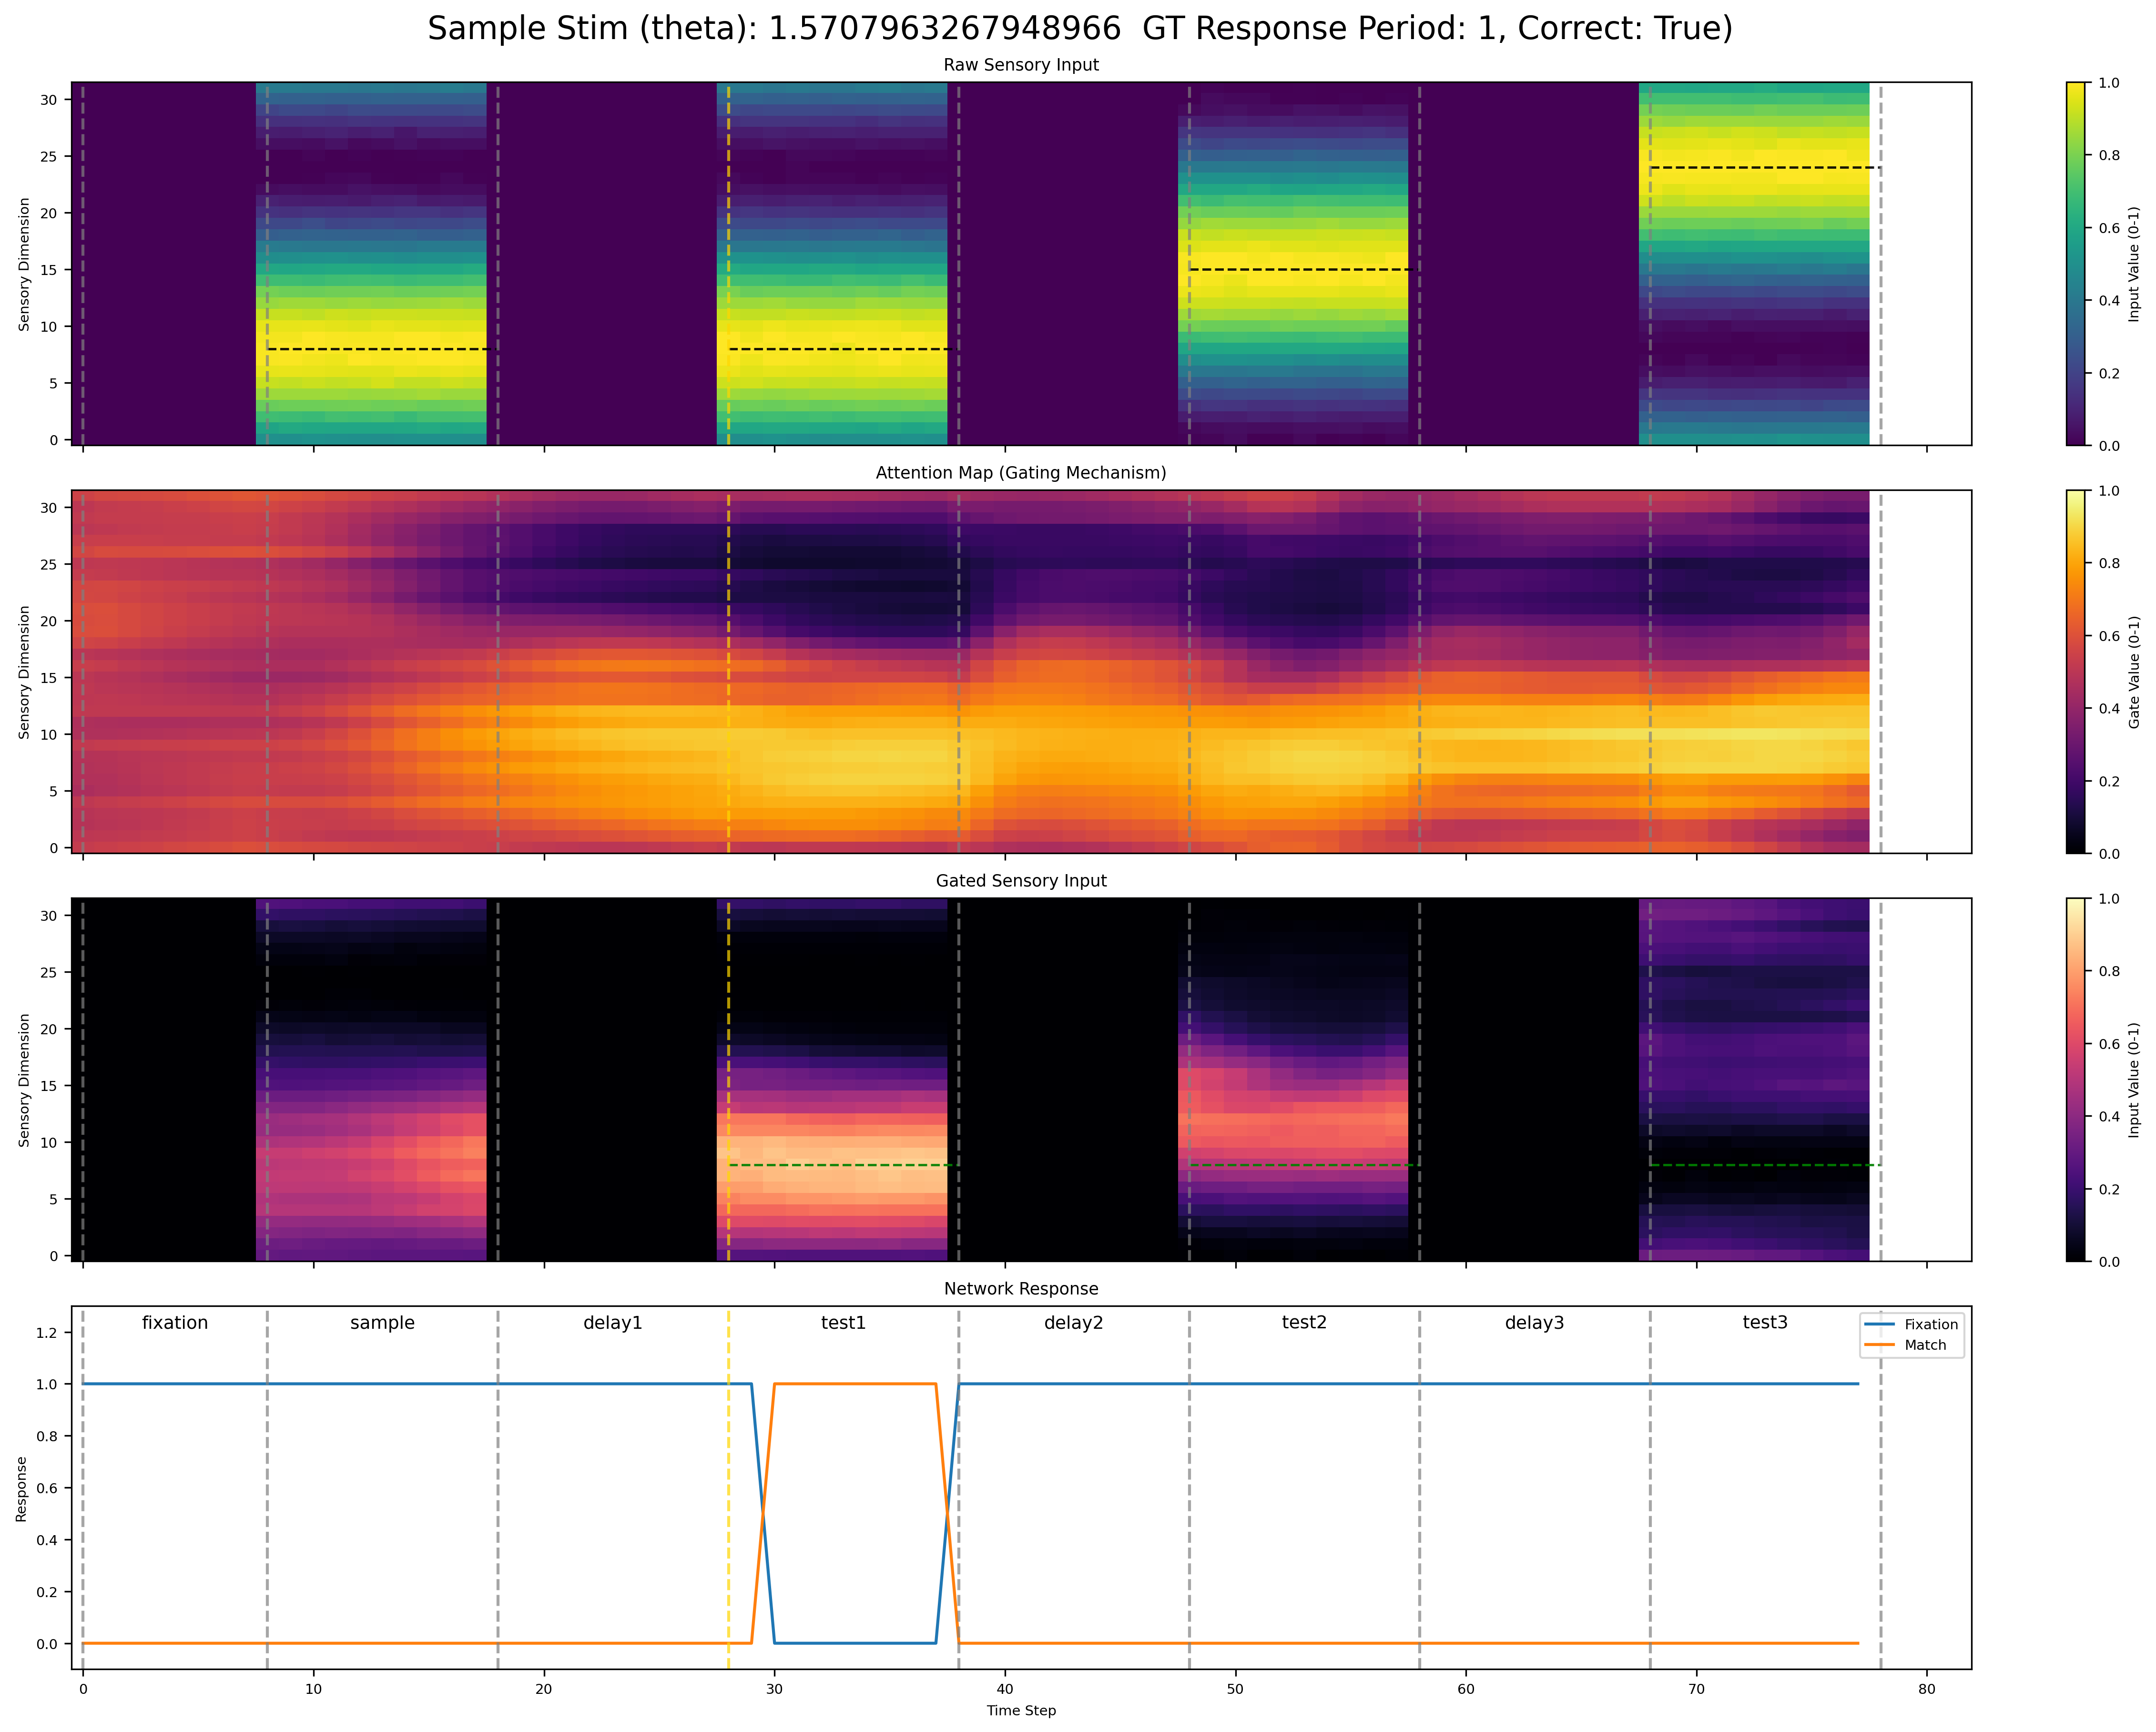 Sample Stim (theta): 1.5707963267948966  GT Response Period: 1, Correct: True)
Raw Sensory Input
Sensory Dimension
30
25
20
15
10
5
0
1.0
0.8
0.6
0.4
0.2
0.0
Input Value (0-1)
Attention Map (Gating Mechanism)
Sensory Dimension
30
25
20
15
10
5
0
1.0
0.8
0.6
0.4
0.2
0.0
Gate Value (0-1)
Gated Sensory Input
Sensory Dimension
30
25
20
15
10
5
0
1.0
0.8
0.6
0.4
0.2
0.0
Input Value (0-1)
Network Response
Response
1.2
1.0
0.8
0.6
0.4
0.2
0.0
fixation sample delay1 test1 delay2 test2 delay3 test3
Fixation
Match
0 10 20 30 40 50 60 70 80
Time Step